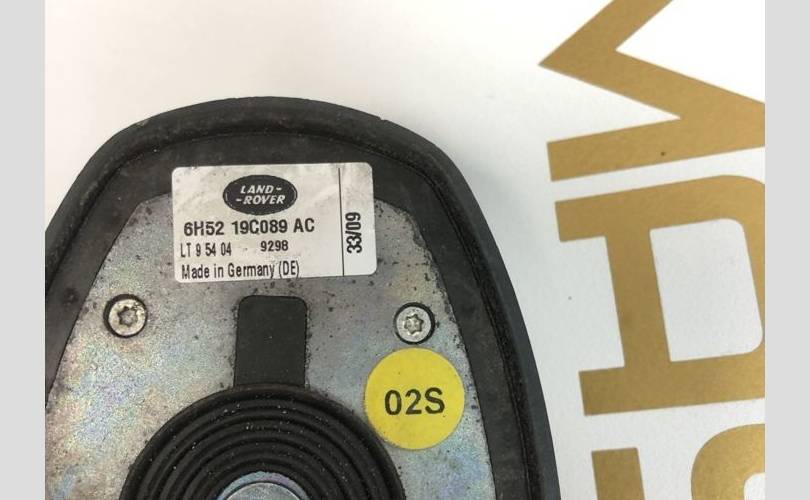 LAND-
-ROVER
6H52 19C089 AC
LT 9 54 04 9298
Made in Germany (DE)
33/09
02S